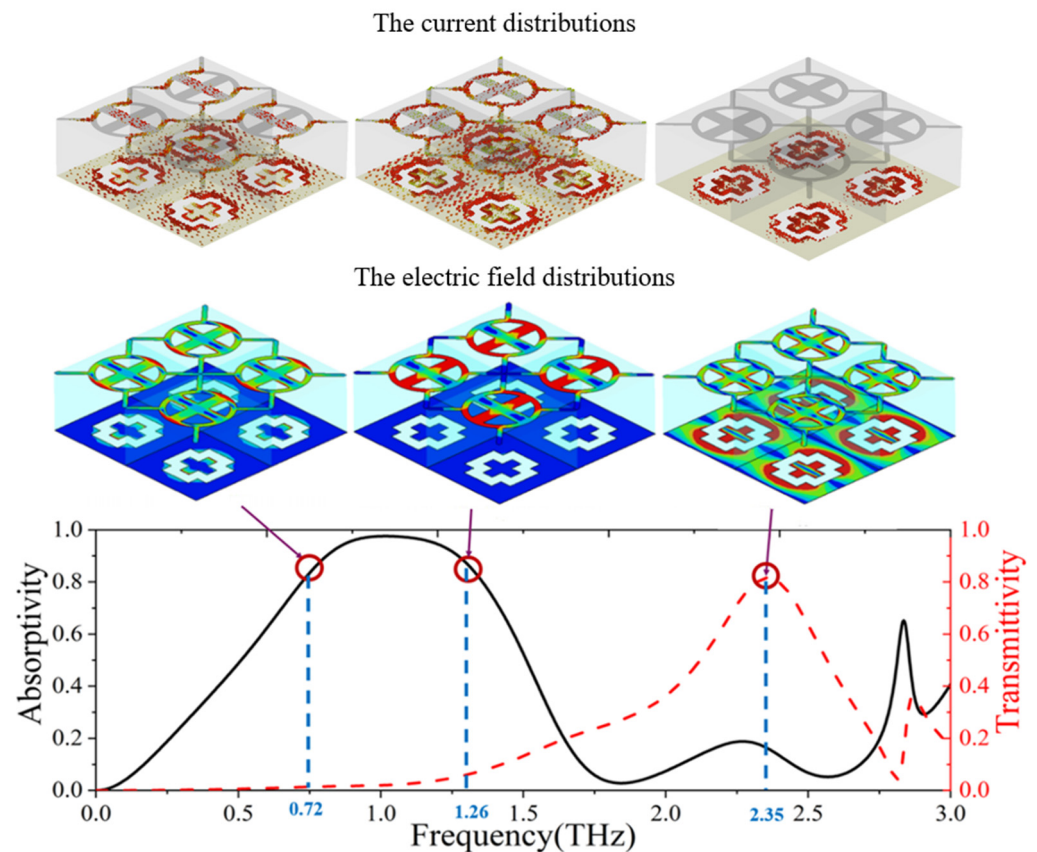 The current distributions
The electric field distributions
1.0
0.8
0.6
0.4
0.2
0.0
Absorptivity
1.0
0.8
0.6
0.4
0.2
0.0
Transmittivity
0.0 0.5 0.72 1.0 1.26 1.5 2.0 2.35 2.5 3.0
Frequency(THz)